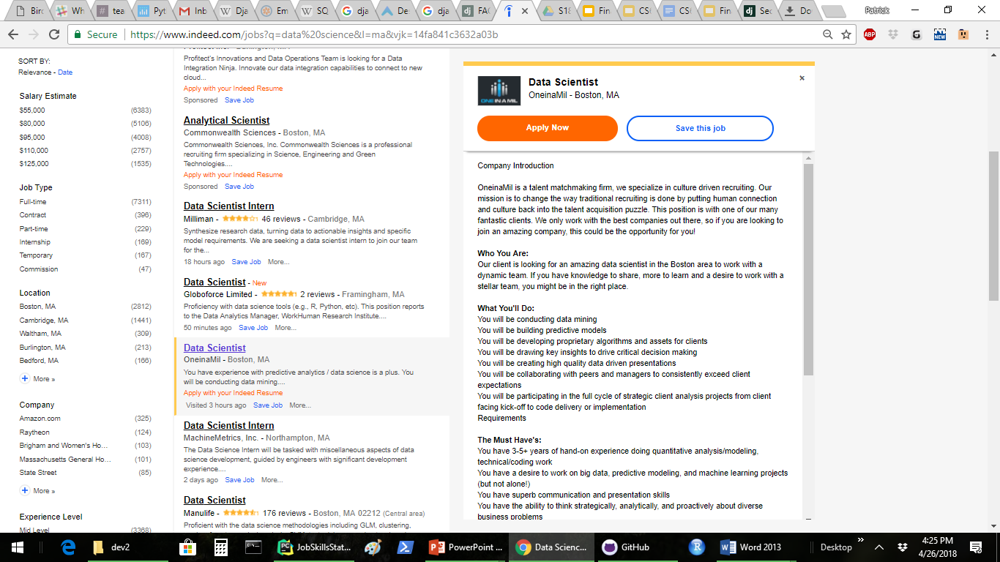 Birc
Wh
tea
Pyt
Inb
Dja
Em
SQ
dja
De
dja
FAC
S18
Fin
CSC
CSC
Fin
Sec
Do
Patrick
Secure
https://www.indeed.com/jobs?q=data%20science&l=ma&vjk=14fa841c3632a03b
ABP
G
NEW
SORT BY:
Relevance - Date
Salary Estimate
$55,000 (6383)
$80,000 (5106)
$95,000 (4008)
$110,000 (2757)
$125,000 (1535)
Job Type
Full-time (7311)
Contract (396)
Part-time (229)
Internship (169)
Temporary (167)
Commission (47)
Location
Boston, MA (2812)
Cambridge, MA (1441)
Waltham, MA (309)
Burlington, MA (213)
Bedford, MA (166)
More »
Company
Amazon.com (325)
Raytheon (124)
Brigham and Women's Ho... (103)
Massachusetts General Ho... (101)
State Street (85)
More »
Experience Level
Mid Level (3368)
Profitect's Innovations and Data Operations Team is looking for a Data
Integration Ninja. Innovate our data integration capabilities to connect to new
cloud...
Apply with your Indeed Resume
Sponsored Save Job
Analytical Scientist
Commonwealth Sciences - Boston, MA
Commonwealth Sciences, Inc. Commonwealth Sciences is a professional
recruiting firm specializing in Science, Engineering and Green
Technologies....
Apply with your Indeed Resume
Sponsored Save Job
Data Scientist Intern
Milliman - 46 reviews - Cambridge, MA
Synthesize research data, turning data to actionable insights and specific
model requirements. We are seeking a data scientist intern to join our team
for the...
18 hours ago Save Job More...
Data Scientist - New
Globoforce Limited - 2 reviews - Framingham, MA
Proficiency with data science tools (e.g., R, Python, etc). This position reports
to the Data Analytics Manager, WorkHuman Research Institute....
50 minutes ago Save Job More...
Data Scientist
OneinaMil - Boston, MA
You have experience with predictive analytics / data science is a plus. You
will be conducting data mining....
Apply with your Indeed Resume
Visited 3 hours ago Save Job More...
Data Scientist Intern
MachineMetrics, Inc. - Northampton, MA
The Data Science Intern will be tasked with miscellaneous aspects of data
science development, guided by engineers with significant development
experience....
2 days ago Save Job More...
Data Scientist
Manulife - 176 reviews - Boston, MA 02212 (Central area)
Proficient with the data science methodologies including GLM, clustering,
ONE IN A MIL
Data Scientist
OneinaMil - Boston, MA
Apply Now
Save this job
Company Introduction
OneinaMil is a talent matchmaking firm, we specialize in culture driven recruiting. Our
mission is to change the way traditional recruiting is done by putting human connection
and culture back into the talent acquisition puzzle. This position is with one of our many
fantastic clients. We only work with the best companies out there, so if you are looking to
join an amazing company, this could be the opportunity for you!
Who You Are:
Our client is looking for an amazing data scientist in the Boston area to work with a
dynamic team. If you have knowledge to share, more to learn and a desire to work with a
stellar team, you might be in the right place.
What You'll Do:
You will be conducting data mining
You will be building predictive models
You will be developing proprietary algorithms and assets for clients
You will be drawing key insights to drive critical decision making
You will be creating high quality data driven presentations
You will be collaborating with peers and managers to consistently exceed client
expectations
You will be participating in the full cycle of strategic client analysis projects from client
facing kick-off to code delivery or implementation
Requirements
The Must Have's:
You have 3-5+ years of hand-on experience doing quantitative analysis/modeling,
technical/coding work
You have a desire to work on big data, predictive modeling, and machine learning projects
(but not alone!)
You have superb communication and presentation skills
You have the ability to think strategically, analytically, and proactively about diverse
business problems
dev2
JobSkillsStat...
PowerPoint ...
Data Scienc...
GitHub
Word 2013
Desktop
4:25 PM
4/26/2018